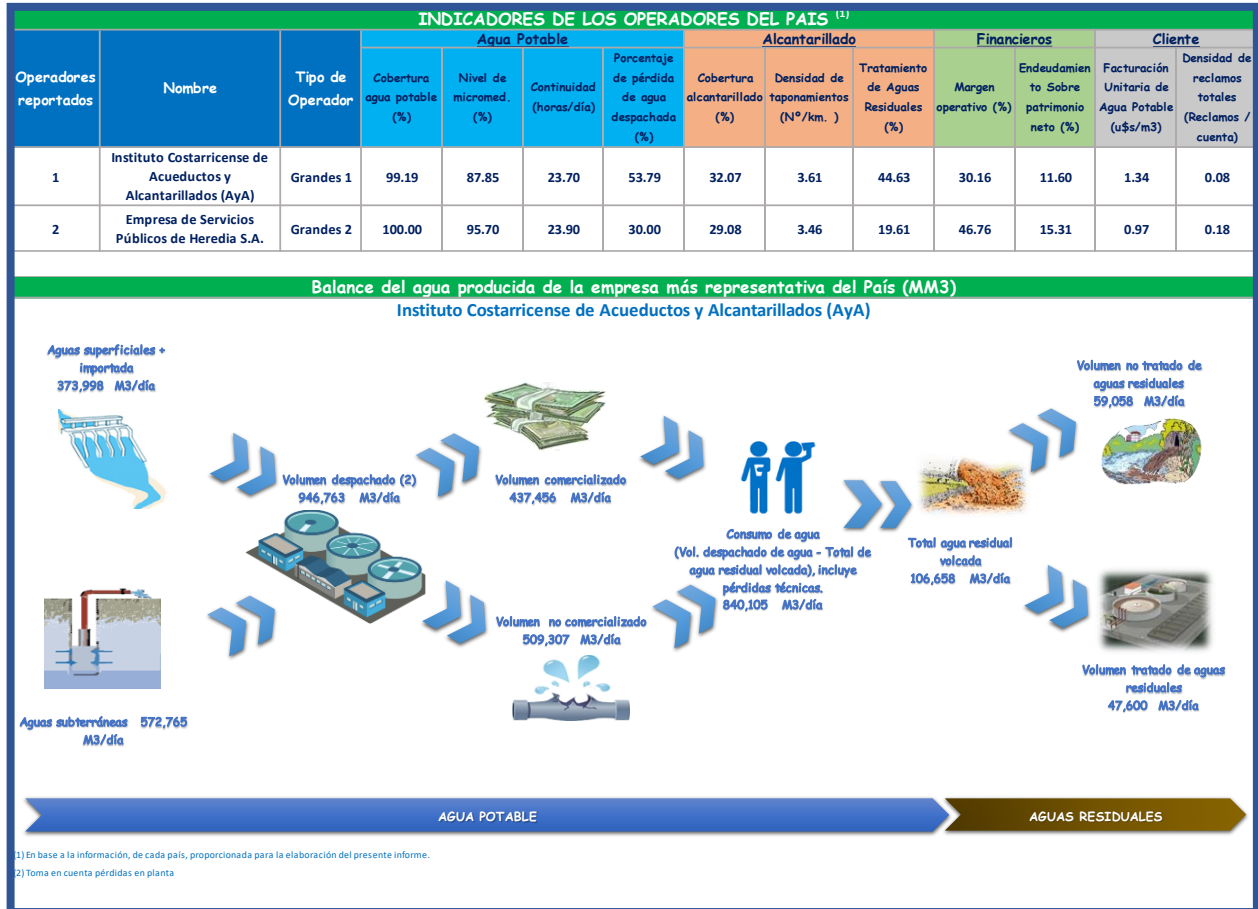 INDICADORES DE LOS OPERADORES DEL PAIS (1)
Operadores reportados
Nombre
Tipo de Operador
Agua Potable
Alcantarillado
Financieros
Cliente
Cobertura agua potable (%)
Nivel de micromed. (%)
Continuidad (horas/día)
Porcentaje de pérdida de agua despachada (%)
Cobertura alcantarillado (%)
Densidad de taponamientos (Nº/km. )
Tratamiento de Aguas Residuales (%)
Margen operativo (%)
Endeudamien to Sobre patrimonio neto (%)
Facturación Unitaria de Agua Potable (u$s/m3)
Densidad de reclamos totales (Reclamos / cuenta)
1 Instituto Costarricense de Acueductos y Alcantarillados (AyA) Grandes 1 99.19 87.85 23.70 53.79 32.07 3.61 44.63 30.16 11.60 1.34 0.08
2 Empresa de Servicios Públicos de Heredia S.A. Grandes 2 100.00 95.70 23.90 30.00 29.08 3.46 19.61 46.76 15.31 0.97 0.18
Balance del agua producida de la empresa más representativa del País (MM3)
Instituto Costarricense de Acueductos y Alcantarillados (AyA)
Aguas superficiales +
importada
373,998 M3/día
Volumen despachado (2)
946,763 M3/día
Volumen comercializado
437,456 M3/día
Consumo de agua
(Vol. despachado de agua - Total de
agua residual volcada), incluye
pérdidas técnicas.
840,105 M3/día
Total agua residual
volcada
106,658 M3/día
Volumen no tratado de
aguas residuales
59,058 M3/día
Volumen no comercializado
509,307 M3/día
Volumen tratado de aguas
residuales
47,600 M3/día
Aguas subterráneas 572,765
M3/día
AGUA POTABLE
AGUAS RESIDUALES
(1) En base a la información, de cada país, proporcionada para la elaboración del presente informe.
(2) Toma en cuenta pérdidas en planta